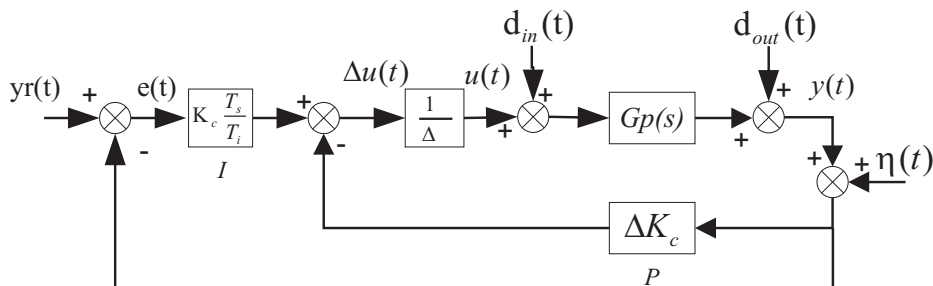 d_in(t)
d_out(t)
yr(t)
+
e(t)
-
K_c T_s/T_i
I
+
-
Δu(t)
1/Δ
u(t)
+
+
Gp(s)
+
+
y(t)
+
+
η(t)
ΔK_c
P